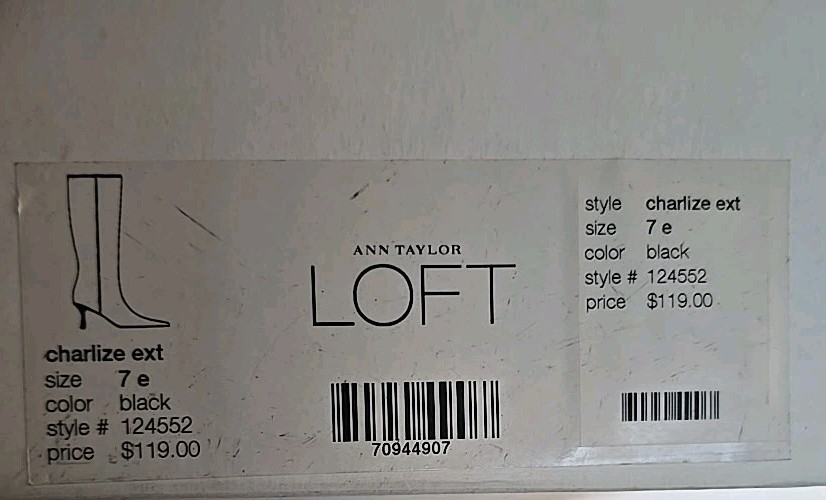 charlize ext
size 7 e
color black
style # 124552
price $119.00
ANN TAYLOR
LOFT
70944907
style charlize ext
size 7 e
color black
style # 124552
price $119.00